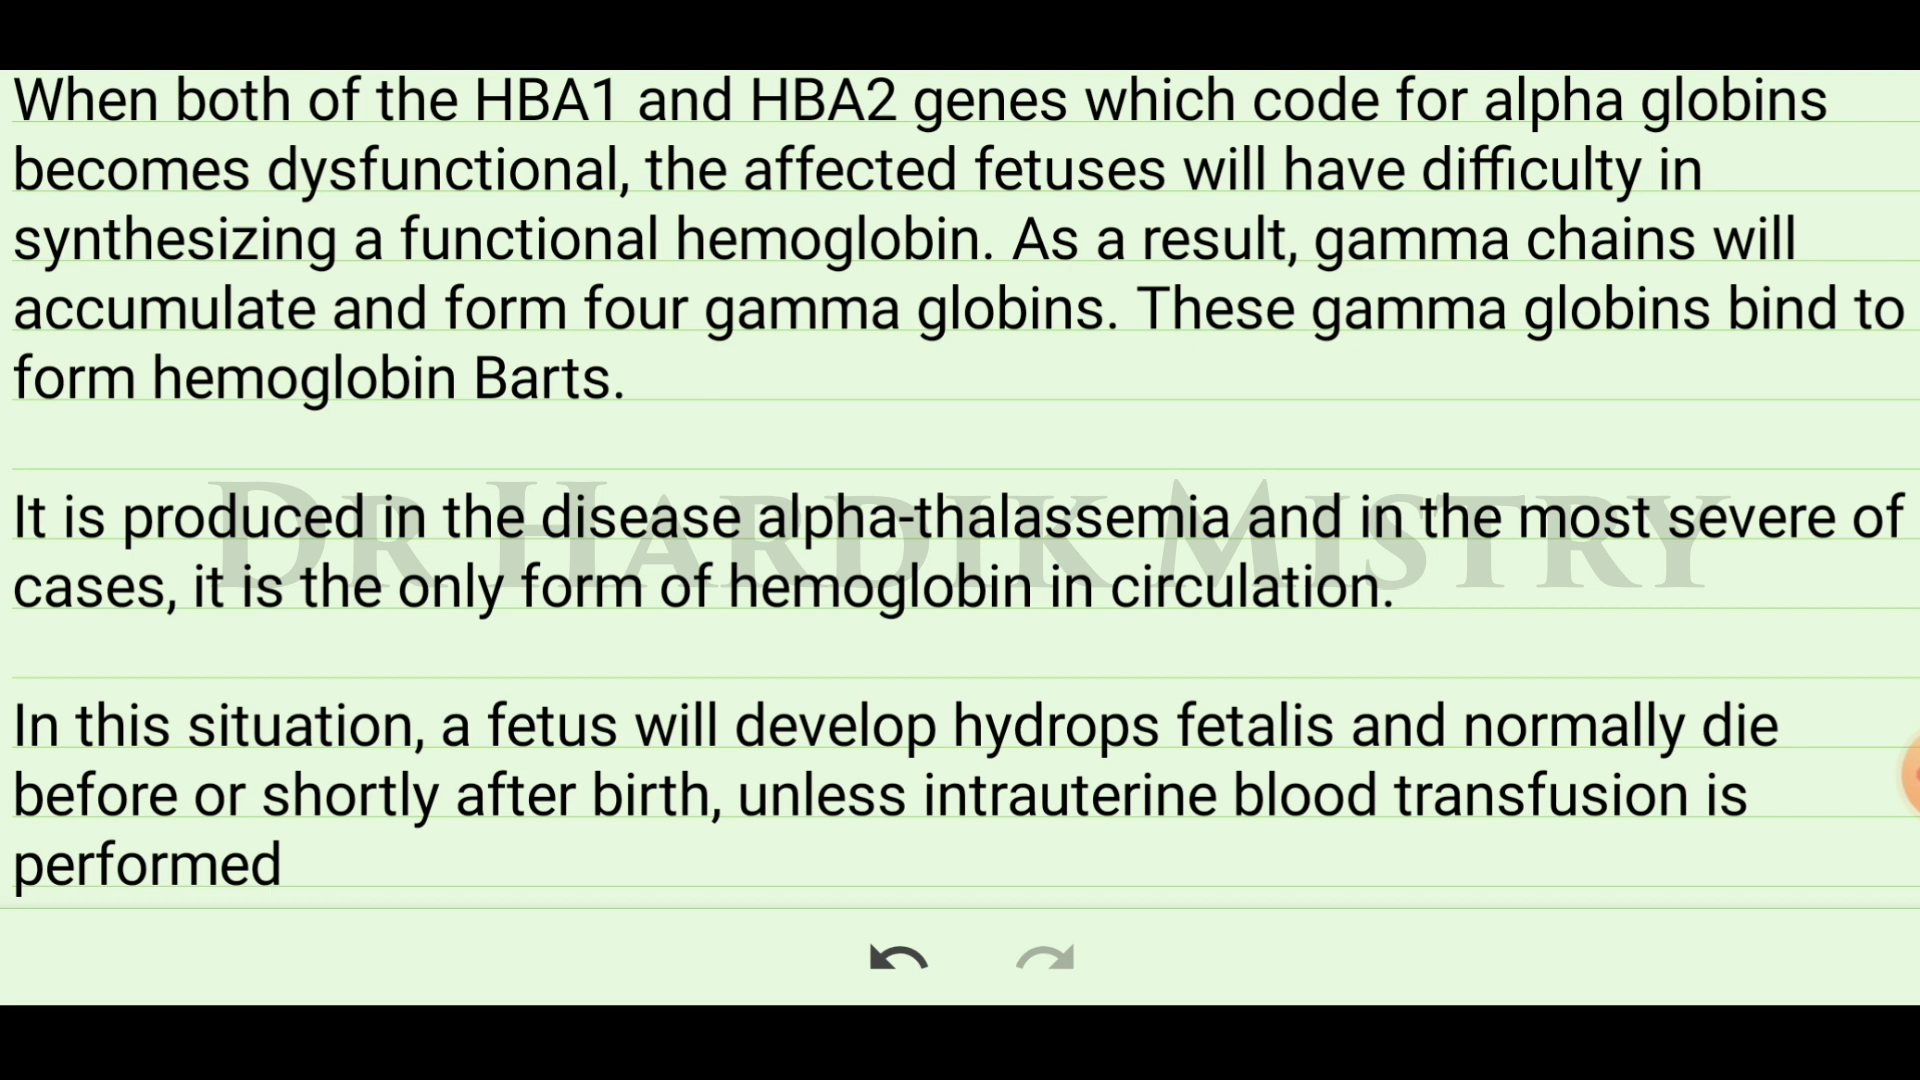 When both of the HBA1 and HBA2 genes which code for alpha globins
becomes dysfunctional, the affected fetuses will have difficulty in
synthesizing a functional hemoglobin. As a result, gamma chains will
accumulate and form four gamma globins. These gamma globins bind to
form hemoglobin Barts.
DR HARDIK MISTRY
It is produced in the disease alpha-thalassemia and in the most severe of
cases, it is the only form of hemoglobin in circulation.
In this situation, a fetus will develop hydrops fetalis and normally die
before or shortly after birth, unless intrauterine blood transfusion is
performed